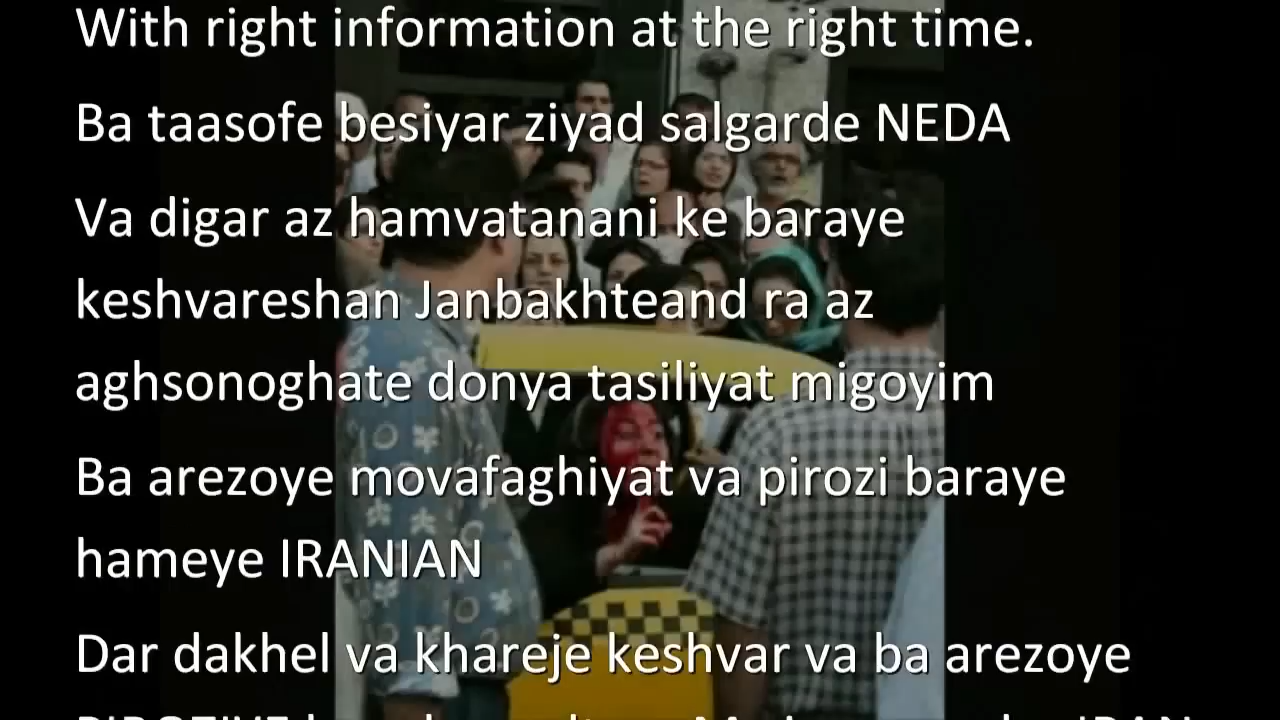 With right information at the right time.
Ba taasofe besiyar ziyad salgarde NEDA
Va digar az hamvatanani ke baraye
keshvareshan Janbakhteand ra az
aghsonoghate donya tasiliyat migoyim
Ba arezoye movafaghiyat va pirozi baraye
hameye IRANIAN
Dar dakhel va khareje keshvar va ba arezoye
IRAN